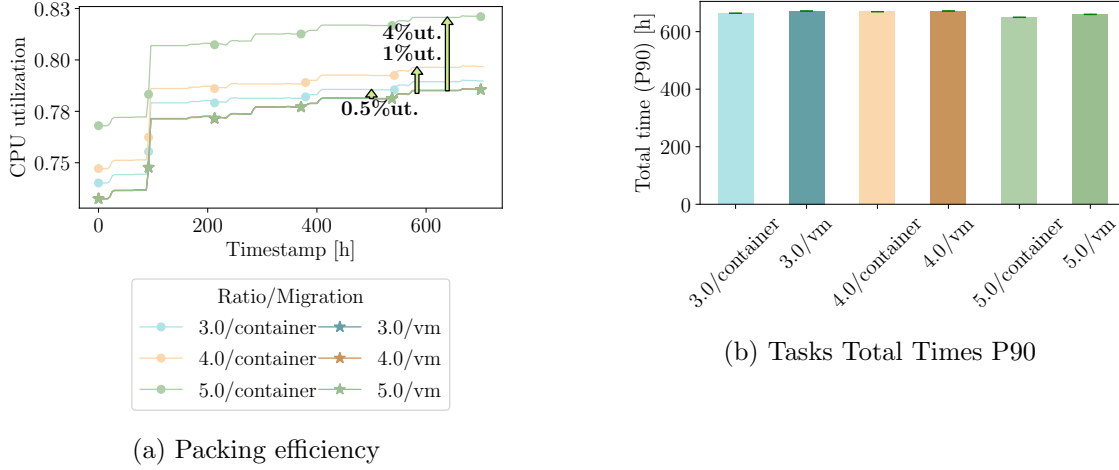 0.83
0.80
0.78
0.75
CPU utilization
4%ut.
1%ut.
0.5%ut.
0 200 400 600
Timestamp [h]
Ratio/Migration
3.0/container 3.0/vm
4.0/container 4.0/vm
5.0/container 5.0/vm
(a) Packing efficiency
Total time (P90) [h]
600
400
200
0
3.0/container
3.0/vm
4.0/container
4.0/vm
5.0/container
5.0/vm
(b) Tasks Total Times P90